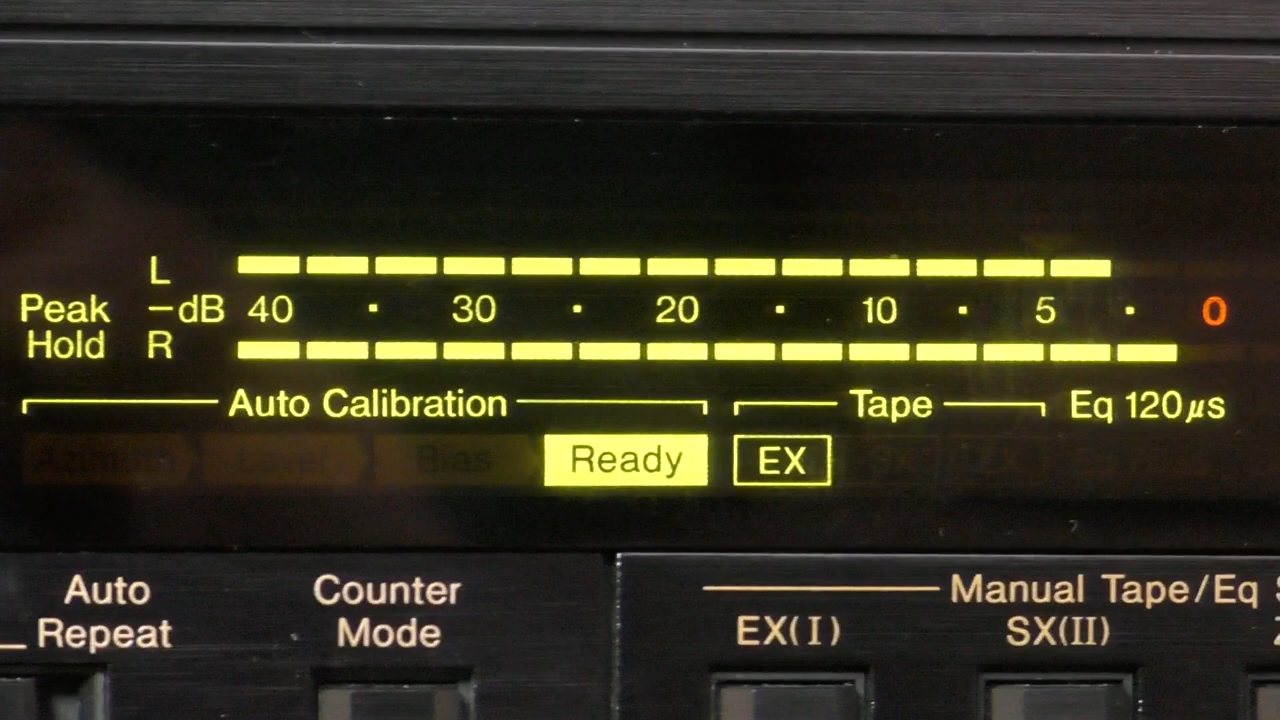 L
Peak — dB 40 · 30 · 20 · 10 · 5 · 0
Hold R
Auto Calibration Tape Eq 120µs
Azimuth Level Bias Ready EX
Auto Counter Manual Tape/Eq
Repeat Mode EX(I) SX(II)